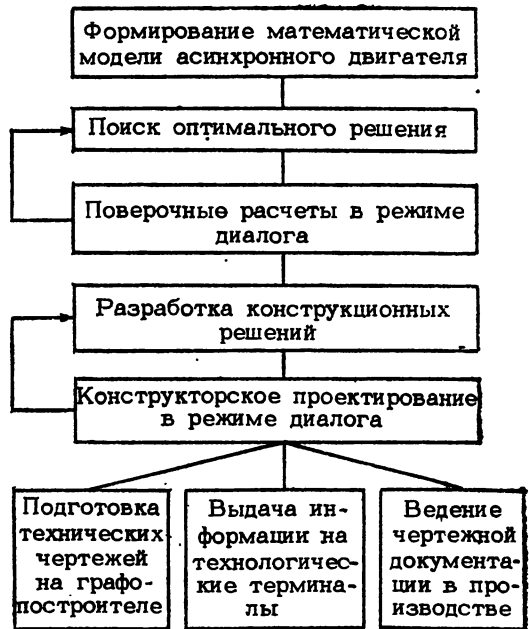 Формирование математической
модели асинхронного двигателя
Поиск оптимального решения
Поверочные расчеты в режиме
диалога
Разработка конструкционных
решений
Конструкторское проектирование
в режиме диалога
Подготовка
технических
чертежей
на графо-
построителе
Выдача ин-
формации на
технологичес-
кие термина-
лы
Ведение
чертежной
документа-
ции в про-
изводстве